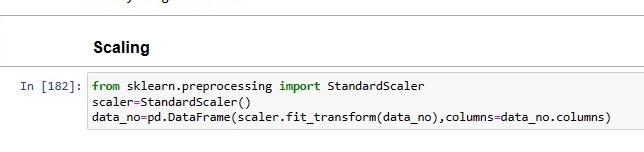 Scaling
In [182]: from sklearn.preprocessing import StandardScaler
scaler=StandardScaler()
data_no=pd.DataFrame(scaler.fit_transform(data_no),columns=data_no.columns)